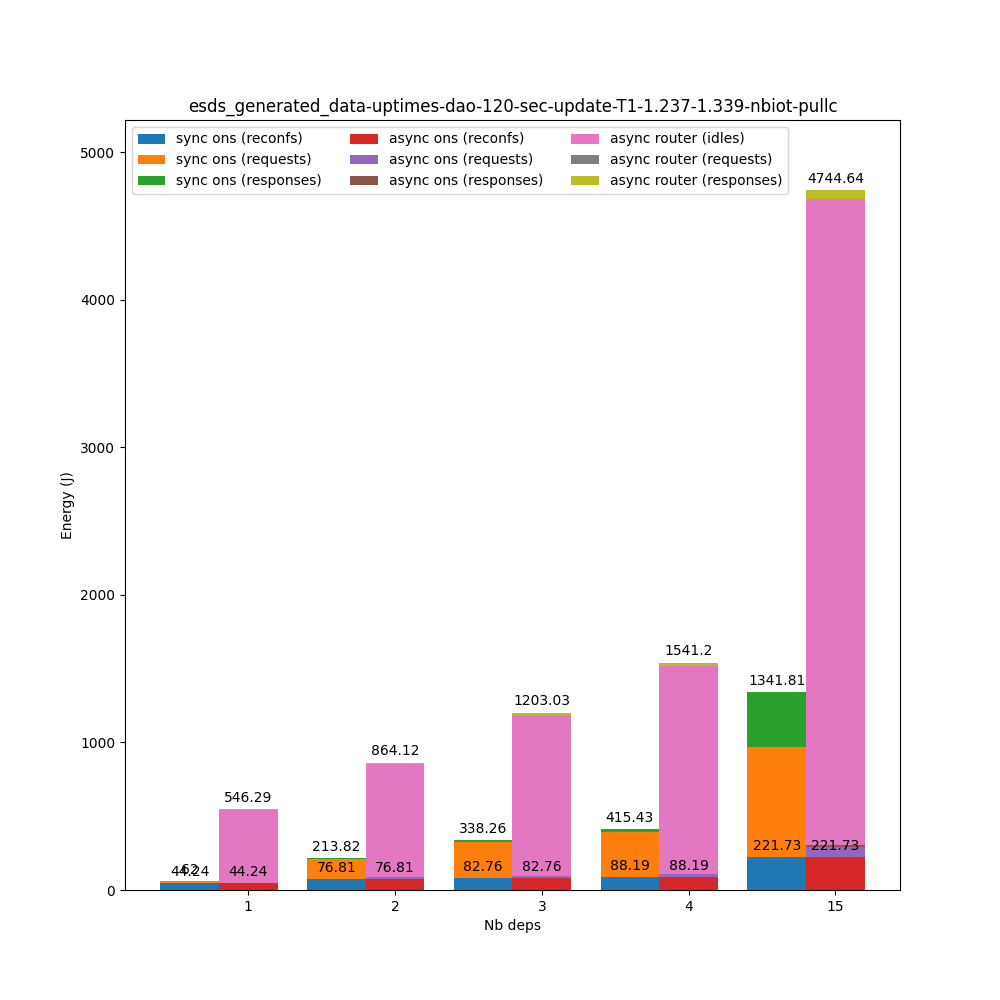 esds_generated_data-uptimes-dao-120-sec-update-T1-1.237-1.339-nbiot-pullc
sync ons (reconfs)
sync ons (requests)
sync ons (responses)
async ons (reconfs)
async ons (requests)
async ons (responses)
async router (idles)
async router (requests)
async router (responses)
Energy (J)
5000
4000
3000
2000
1000
0
62
44.24
546.29
44.24
213.82
76.81
864.12
76.81
338.26
82.76
1203.03
82.76
415.43
88.19
1541.2
88.19
1341.81
221.73
4744.64
221.73
1
2
3
4
15
Nb deps